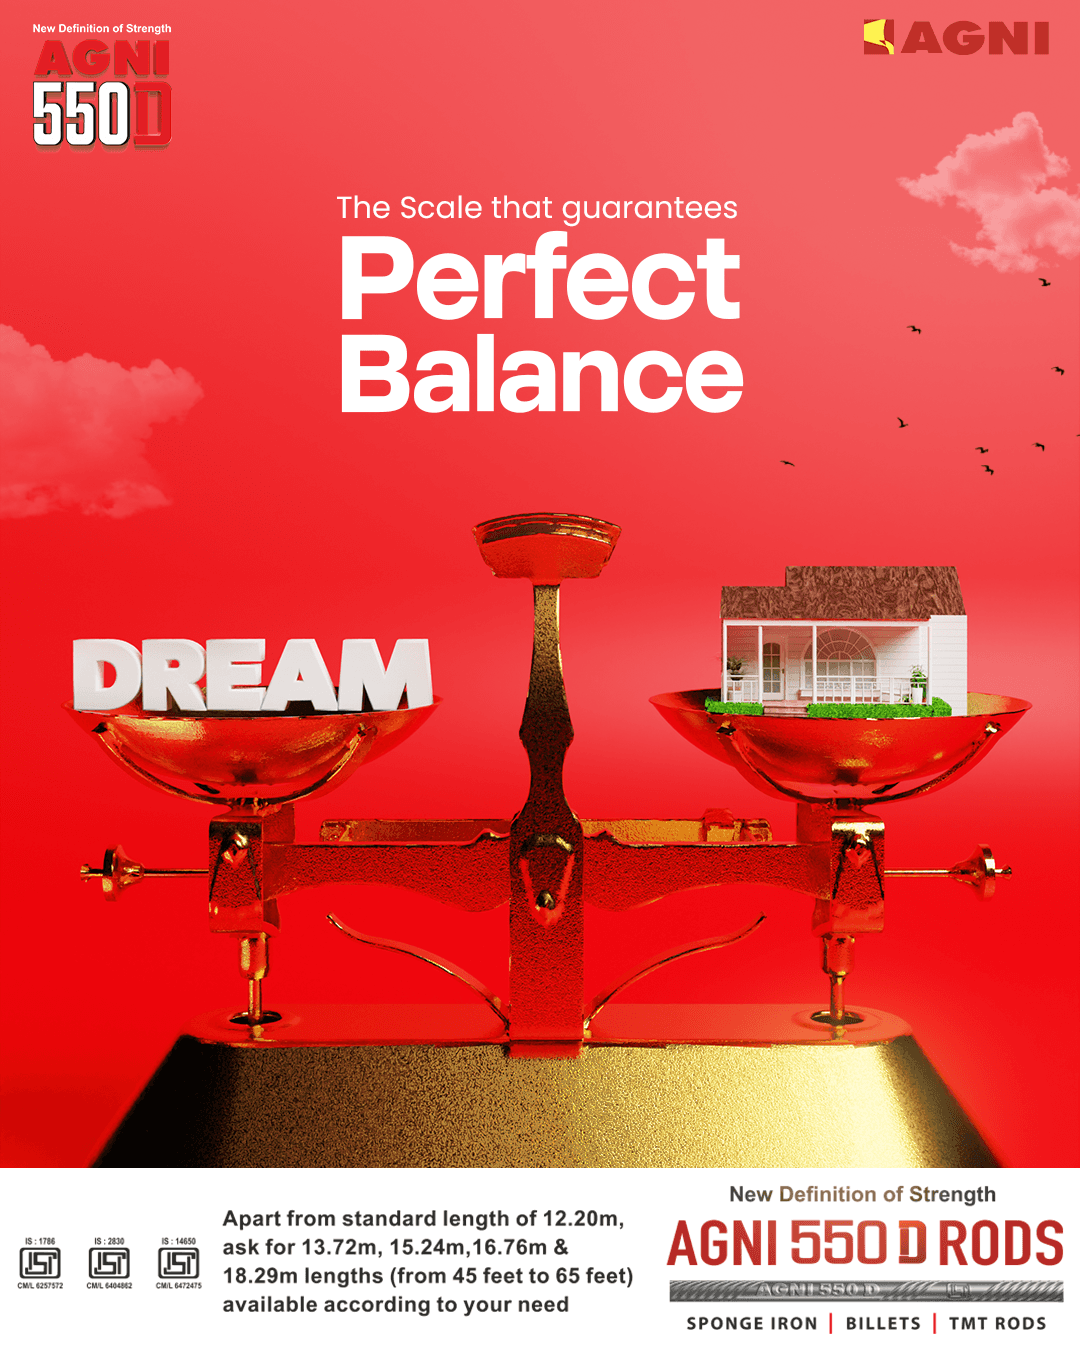 New Definition of Strength
AGNI
550D
AGNI
The Scale that guarantees
Perfect
Balance
DREAM
IS : 1786
CM/L 6257572
IS : 2830
CM/L 6404862
IS : 14650
CM/L 6472475
Apart from standard length of 12.20m,
ask for 13.72m, 15.24m,16.76m &
18.29m lengths (from 45 feet to 65 feet)
available according to your need
New Definition of Strength
AGNI 550 D RODS
AGNI 550 D
SPONGE IRON | BILLETS | TMT RODS